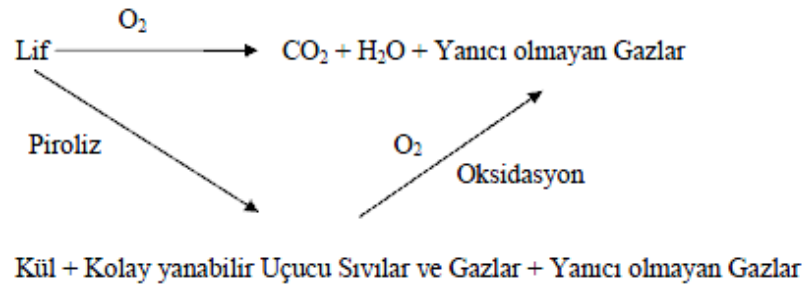 O₂
Lif CO₂ + H₂O + Yanıcı olmayan Gazlar
Piroliz
O₂
Oksidasyon
Kül + Kolay yanabilir Uçucu Sıvılar ve Gazlar + Yanıcı olmayan Gazlar